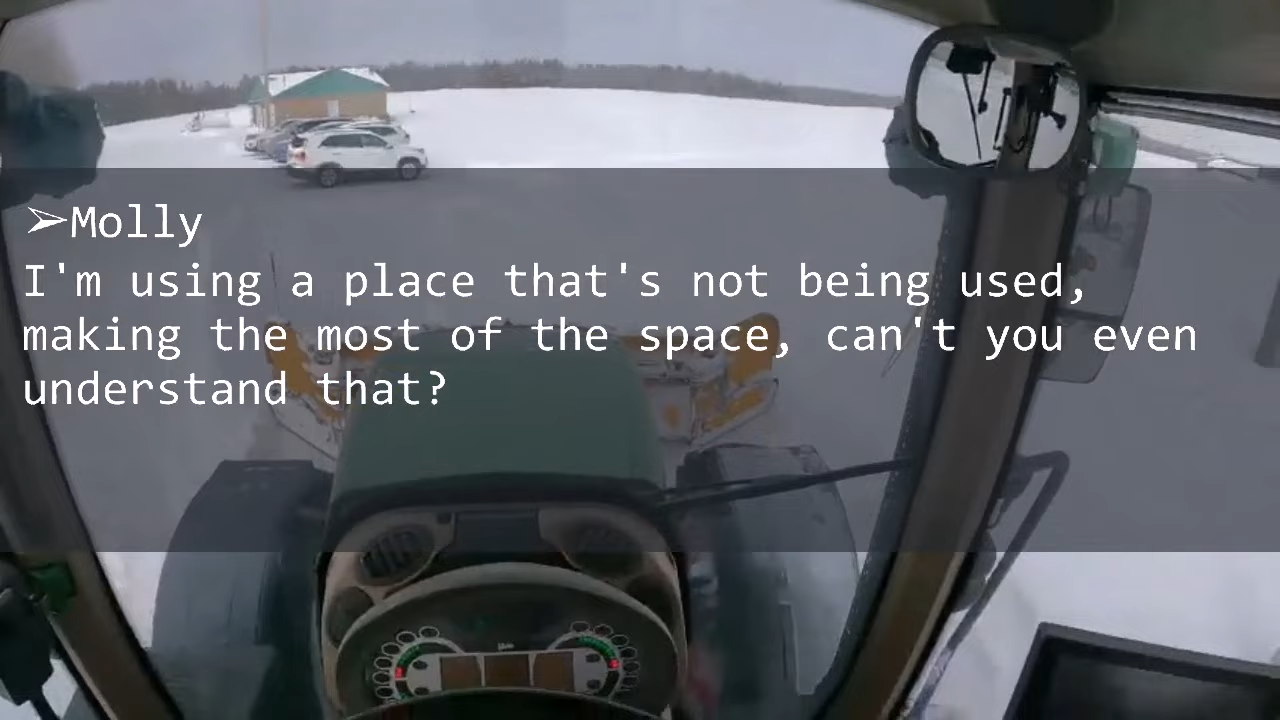 ➢Molly
I'm using a place that's not being used,
making the most of the space, can't you even
understand that?